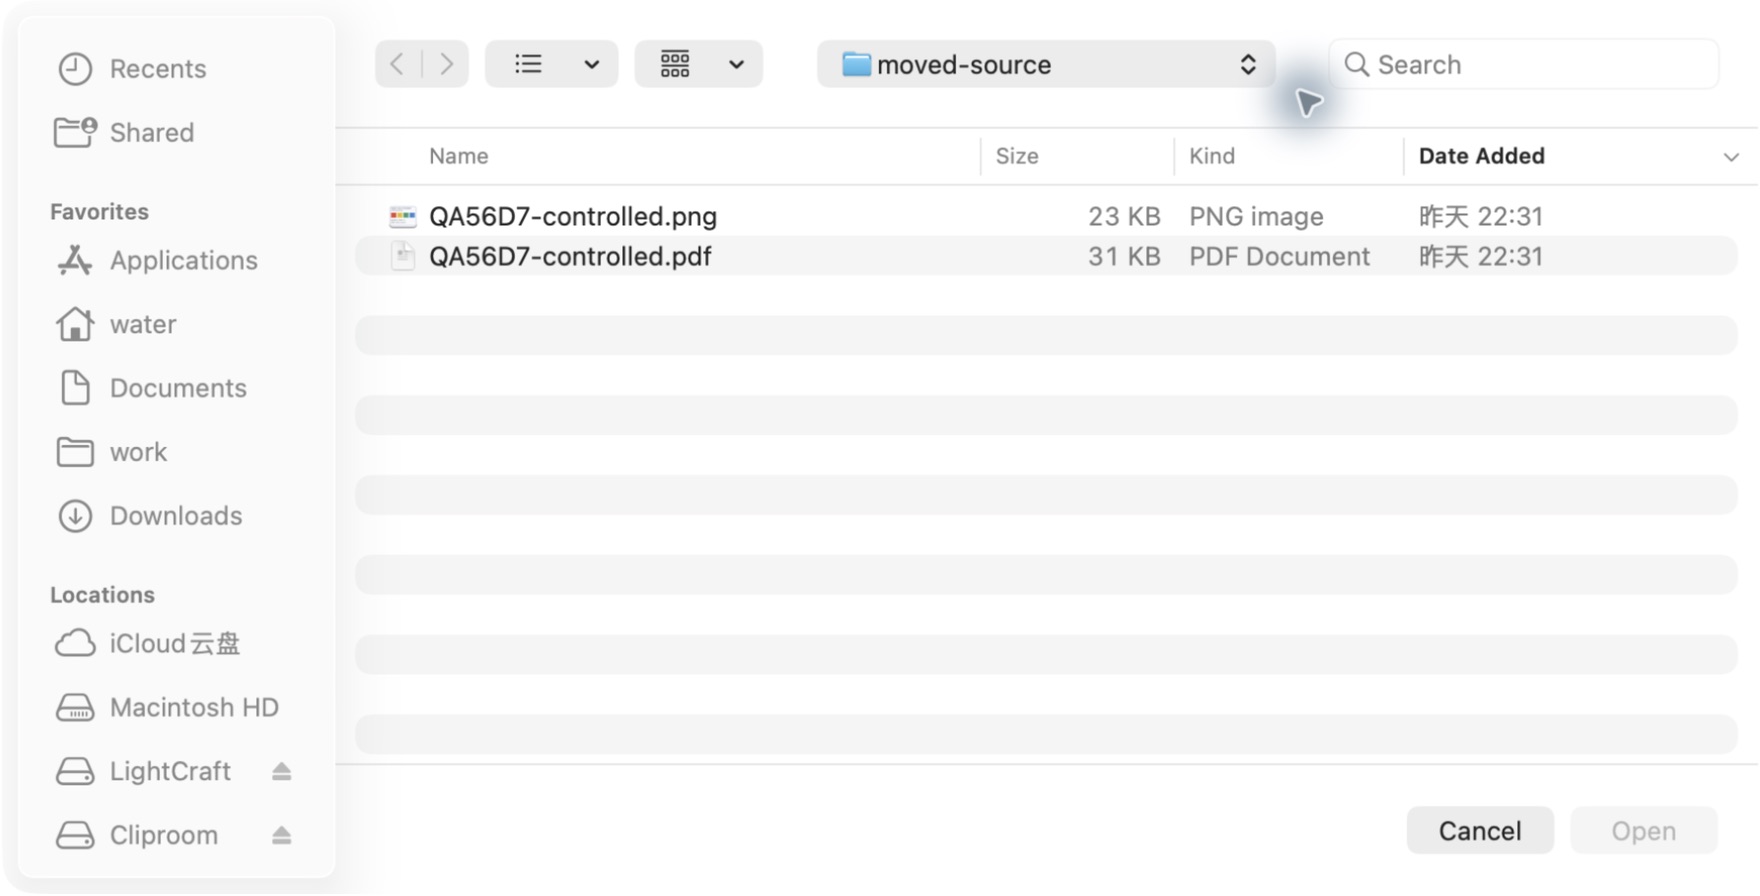 Recents
Shared
Favorites
Applications
water
Documents
work
Downloads
Locations
iCloud云盘
Macintosh HD
LightCraft
Cliproom
moved-source
Search
Name Size Kind Date Added
QA56D7-controlled.png 23 KB PNG image 昨天 22:31
QA56D7-controlled.pdf 31 KB PDF Document 昨天 22:31
Cancel Open